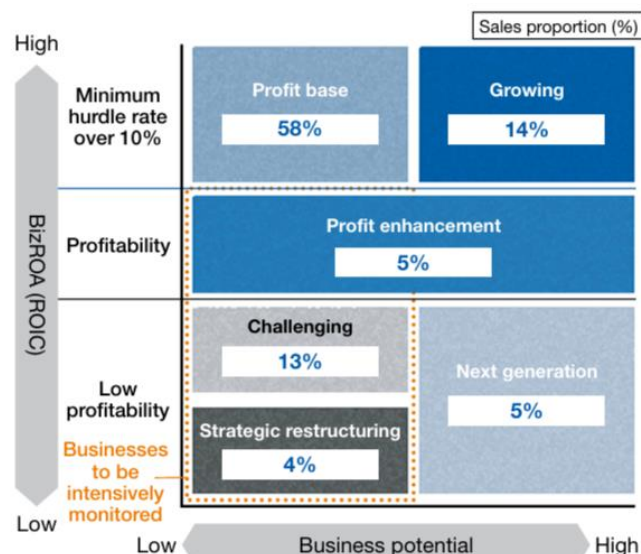 Sales proportion (%)
High
Minimum
hurdle rate
over 10%
Profit base
58%
Growing
14%
BizROA (ROIC)
Profitability
Profit enhancement
5%
Challenging
13%
Low
profitability
Next generation
5%
Strategic restructuring
4%
Businesses
to be
intensively
monitored
Low
Low
Business potential
High